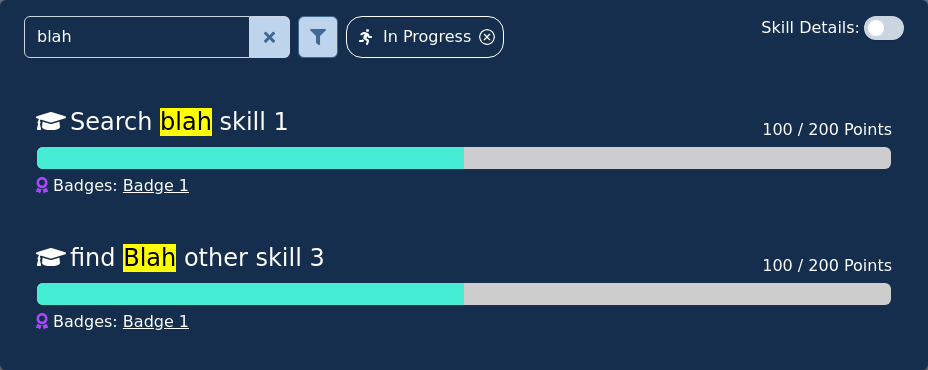 blah
In Progress
Skill Details:
Search blah skill 1
100 / 200 Points
Badges: Badge 1
find Blah other skill 3
100 / 200 Points
Badges: Badge 1